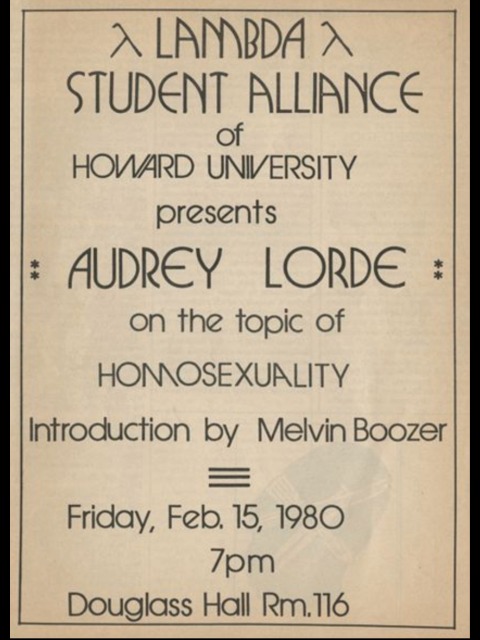 λ LAMBDA λ
STUDENT ALLIANCE
of
HOWARD UNIVERSITY
presents
** AUDREY LORDE **
on the topic of
HOMOSEXUALITY
Introduction by Melvin Boozer
Friday, Feb. 15, 1980
7pm
Douglass Hall Rm.116